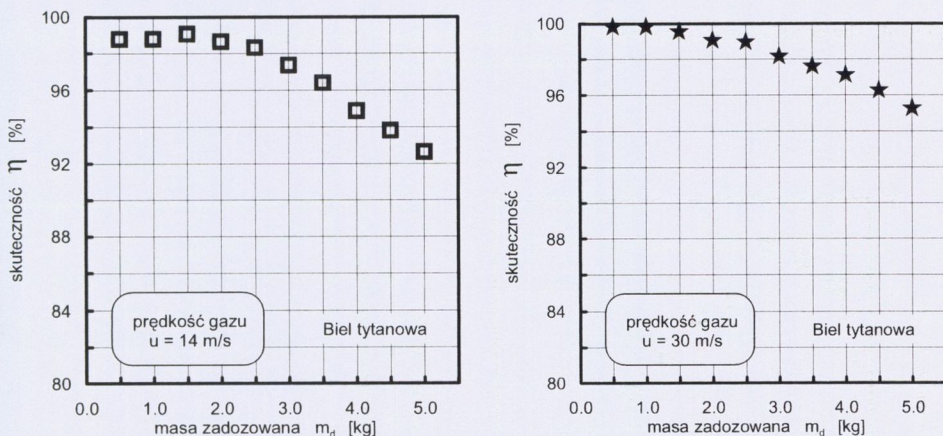 100
96
92
88
84
80
skuteczność η [%]
prędkość gazu
u = 14 m/s
Biel tytanowa
0.0 1.0 2.0 3.0 4.0 5.0
masa zadozowana m_d [kg]
100
96
92
88
84
80
skuteczność η [%]
prędkość gazu
u = 30 m/s
Biel tytanowa
0.0 1.0 2.0 3.0 4.0 5.0
masa zadozowana m_d [kg]